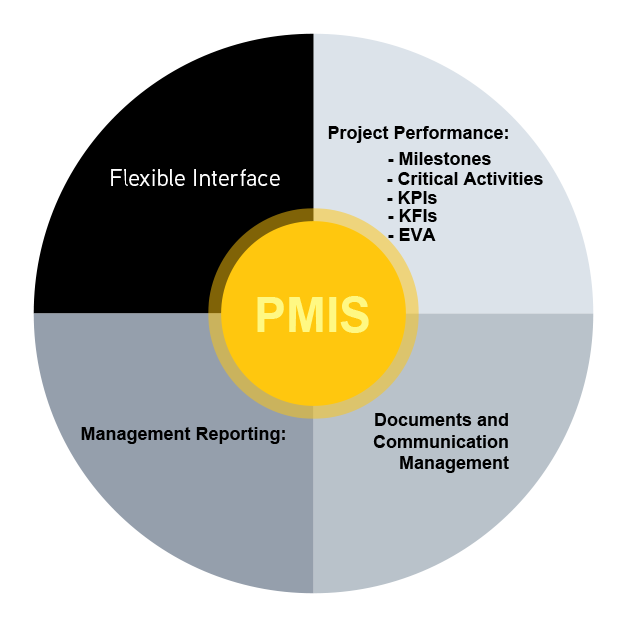 Flexible Interface
Project Performance:
- Milestones
- Critical Activities
- KPIs
- KFIs
- EVA
PMIS
Management Reporting:
Documents and
Communication
Management